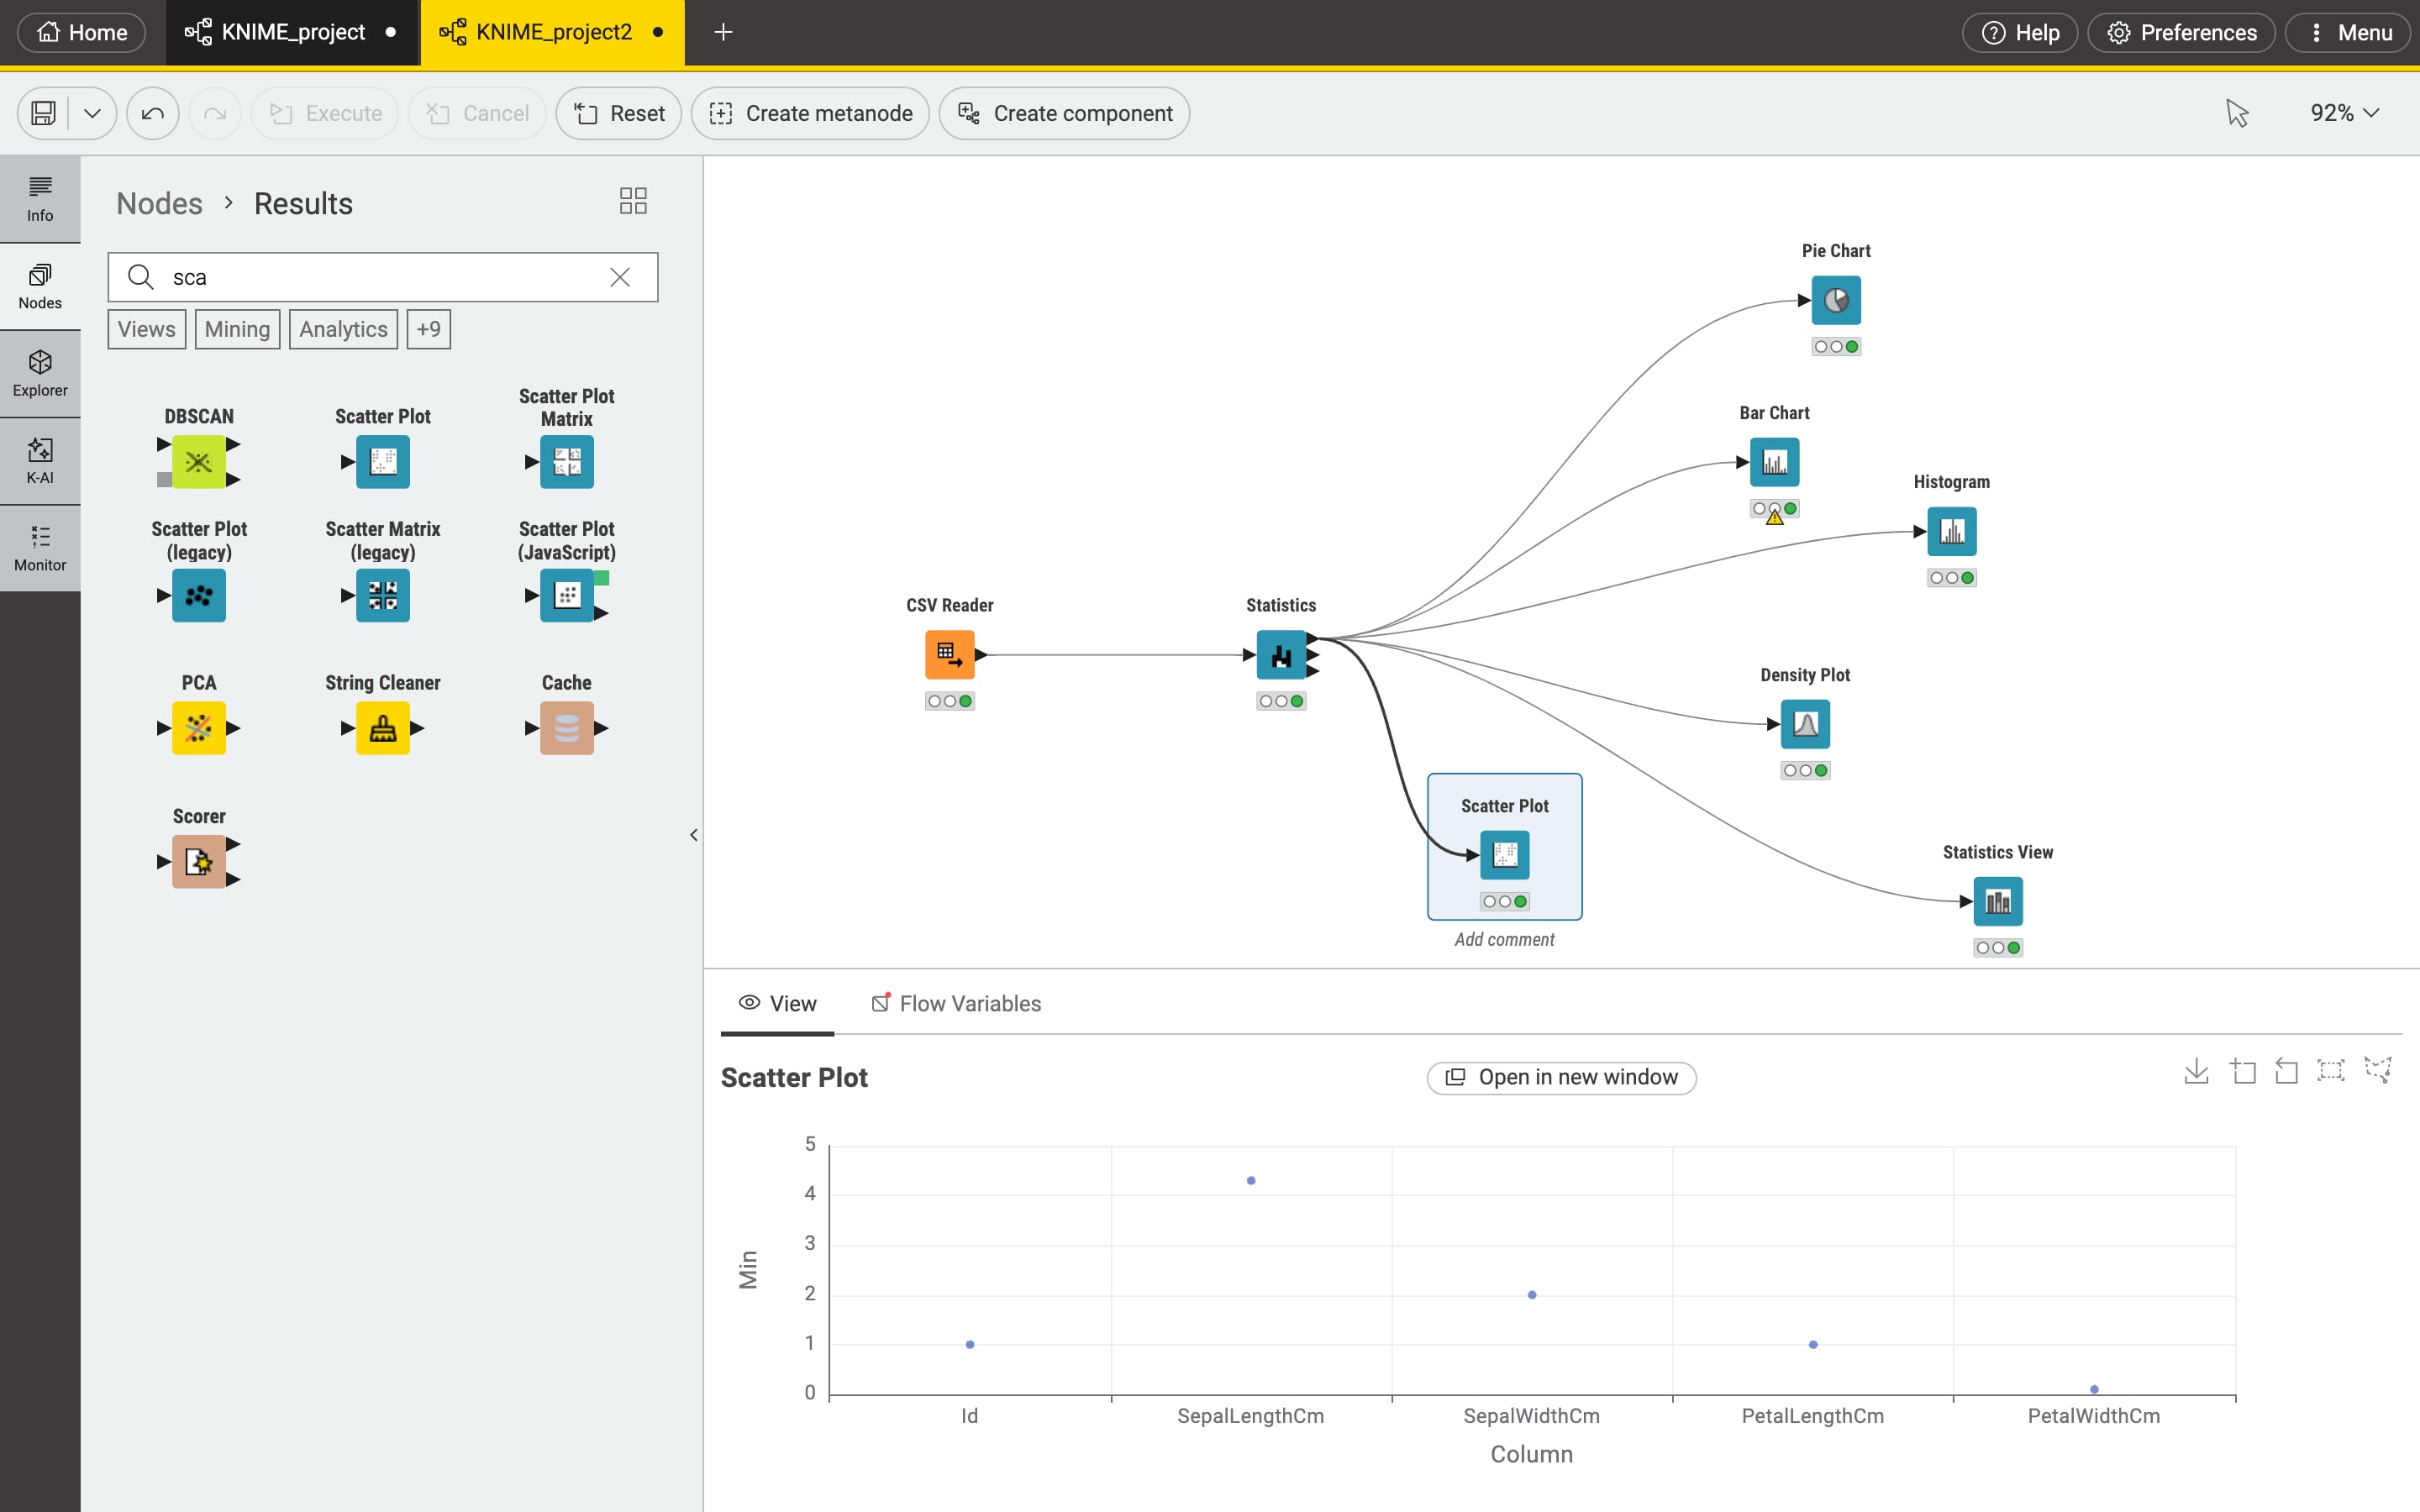 Home
KNIME_project
KNIME_project2
Help
Preferences
Menu
Execute
Cancel
Reset
Create metanode
Create component
92%
Info
Nodes
Explorer
K-AI
Monitor
Nodes > Results
sca
Views
Mining
Analytics
+9
DBSCAN
Scatter Plot
Scatter Plot
Matrix
Scatter Plot
(legacy)
Scatter Matrix
(legacy)
Scatter Plot
(JavaScript)
PCA
String Cleaner
Cache
Scorer
Pie Chart
Bar Chart
Histogram
CSV Reader
Statistics
Density Plot
Scatter Plot
Add comment
Statistics View
View
Flow Variables
Scatter Plot
Open in new window
5
4
3
2
1
0
Min
Id
SepalLengthCm
SepalWidthCm
PetalLengthCm
PetalWidthCm
Column